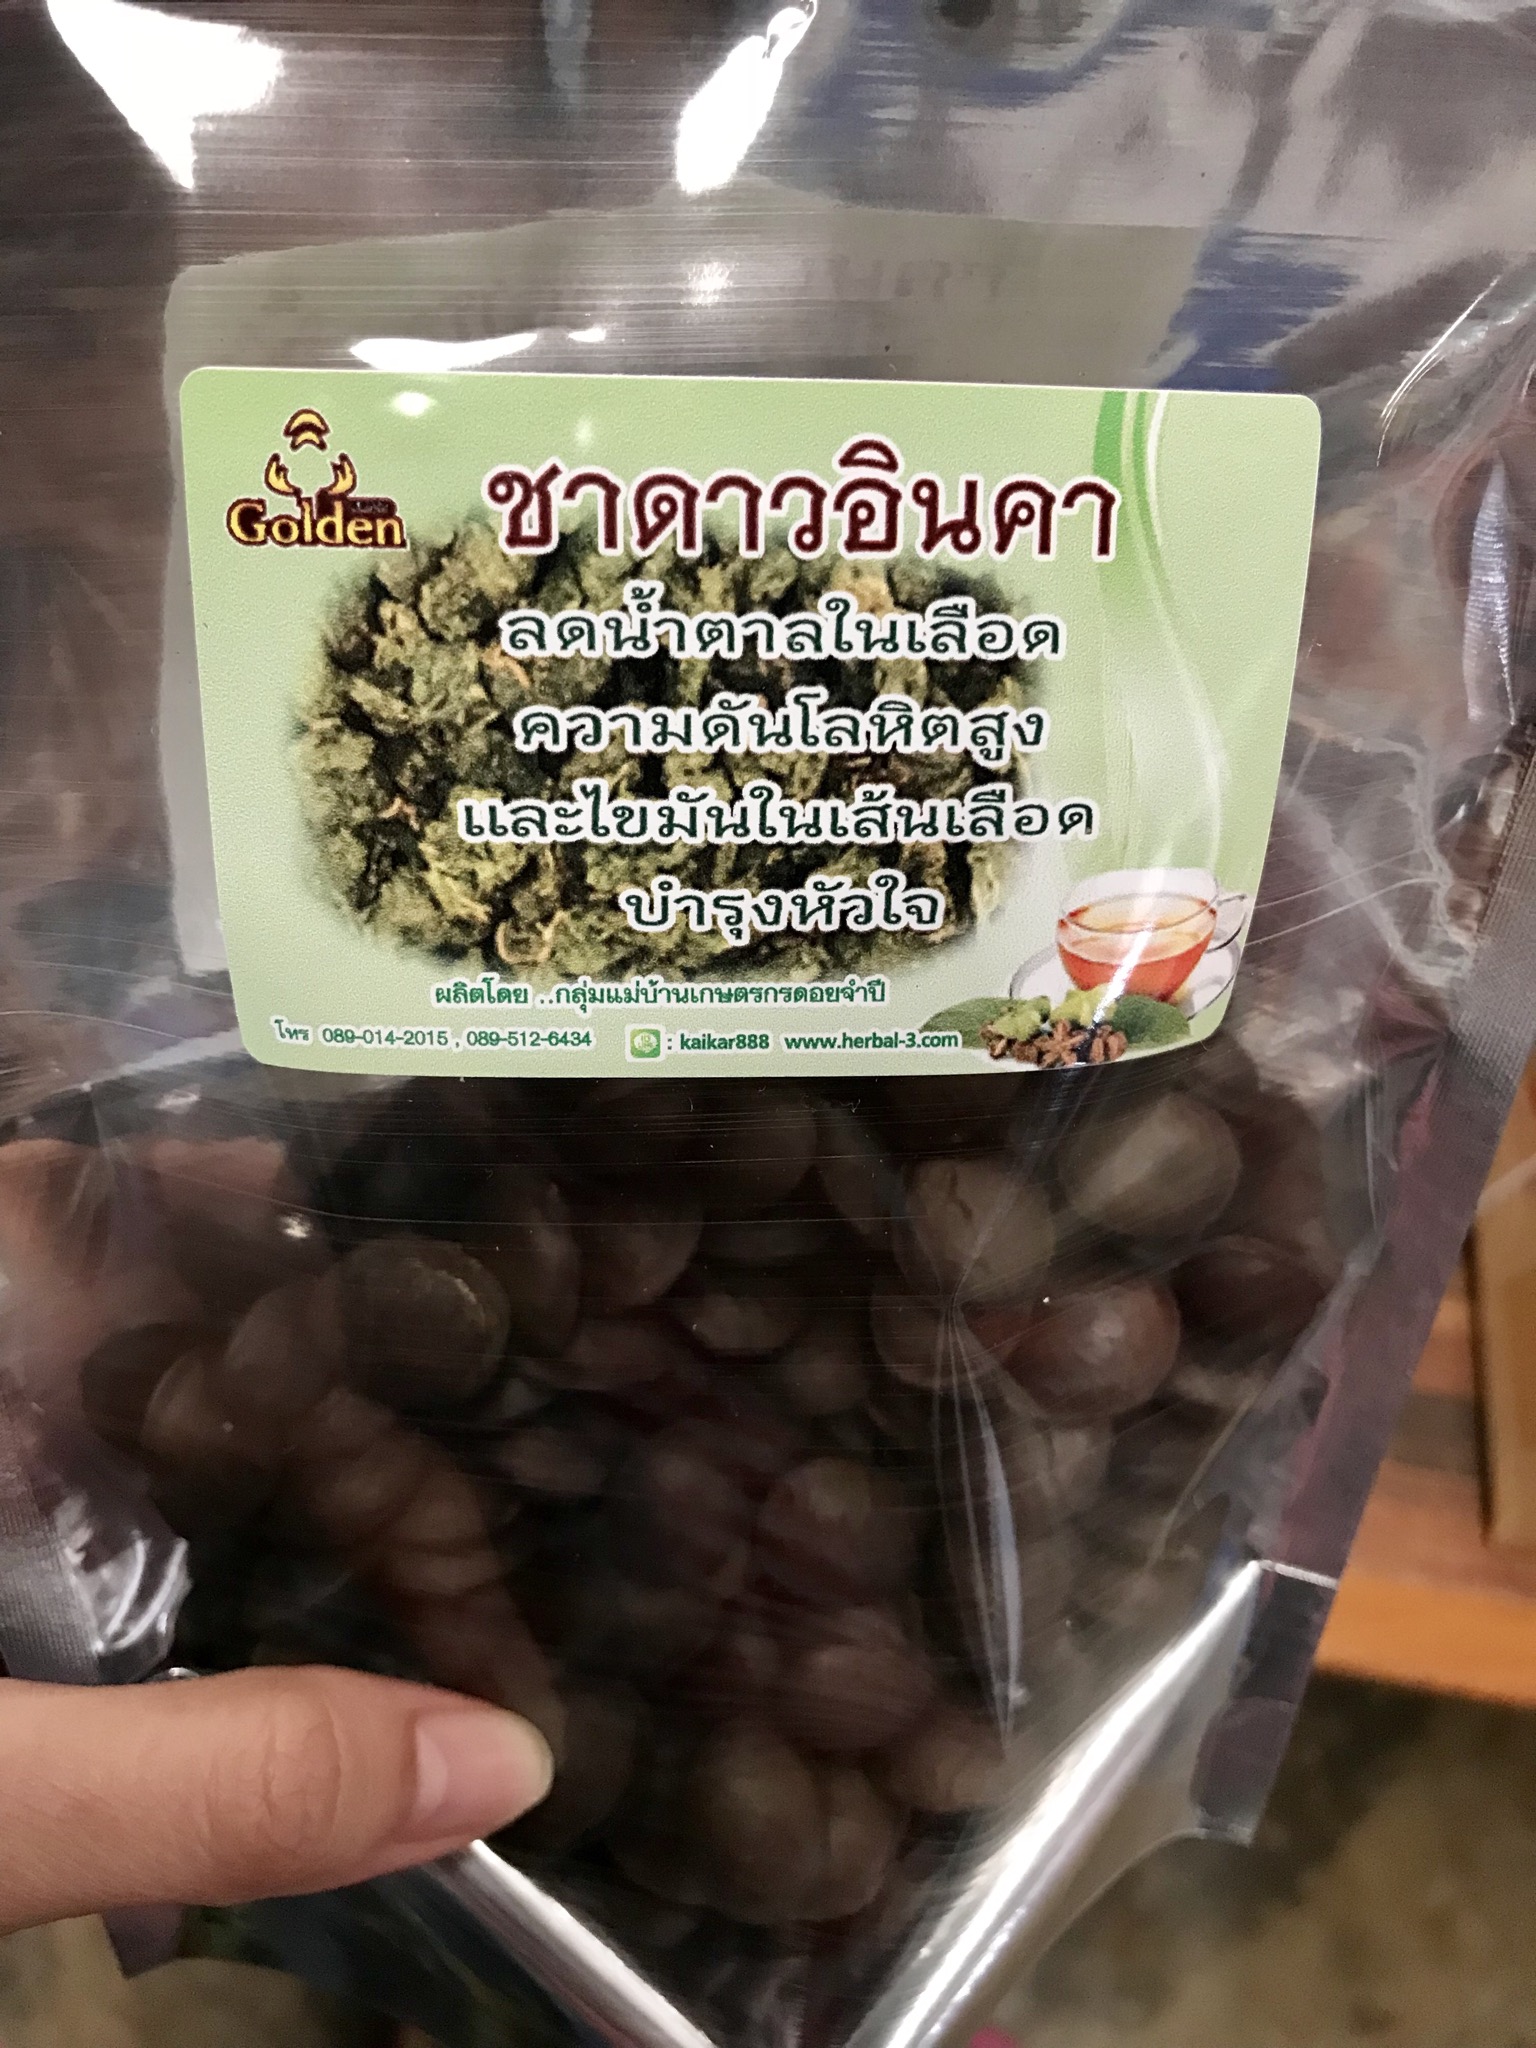 Golden
ชาดาวอินคา
ลดน้ำตาลในเลือด
ความดันโลหิตสูง
และไขมันในเส้นเลือด
บำรุงหัวใจ
ผลิตโดย ..กลุ่มแม่บ้านเกษตรกรดอยจำปี
โทร 089-014-2015 , 089-512-6434 : kaikar888 www.herbal-3.com